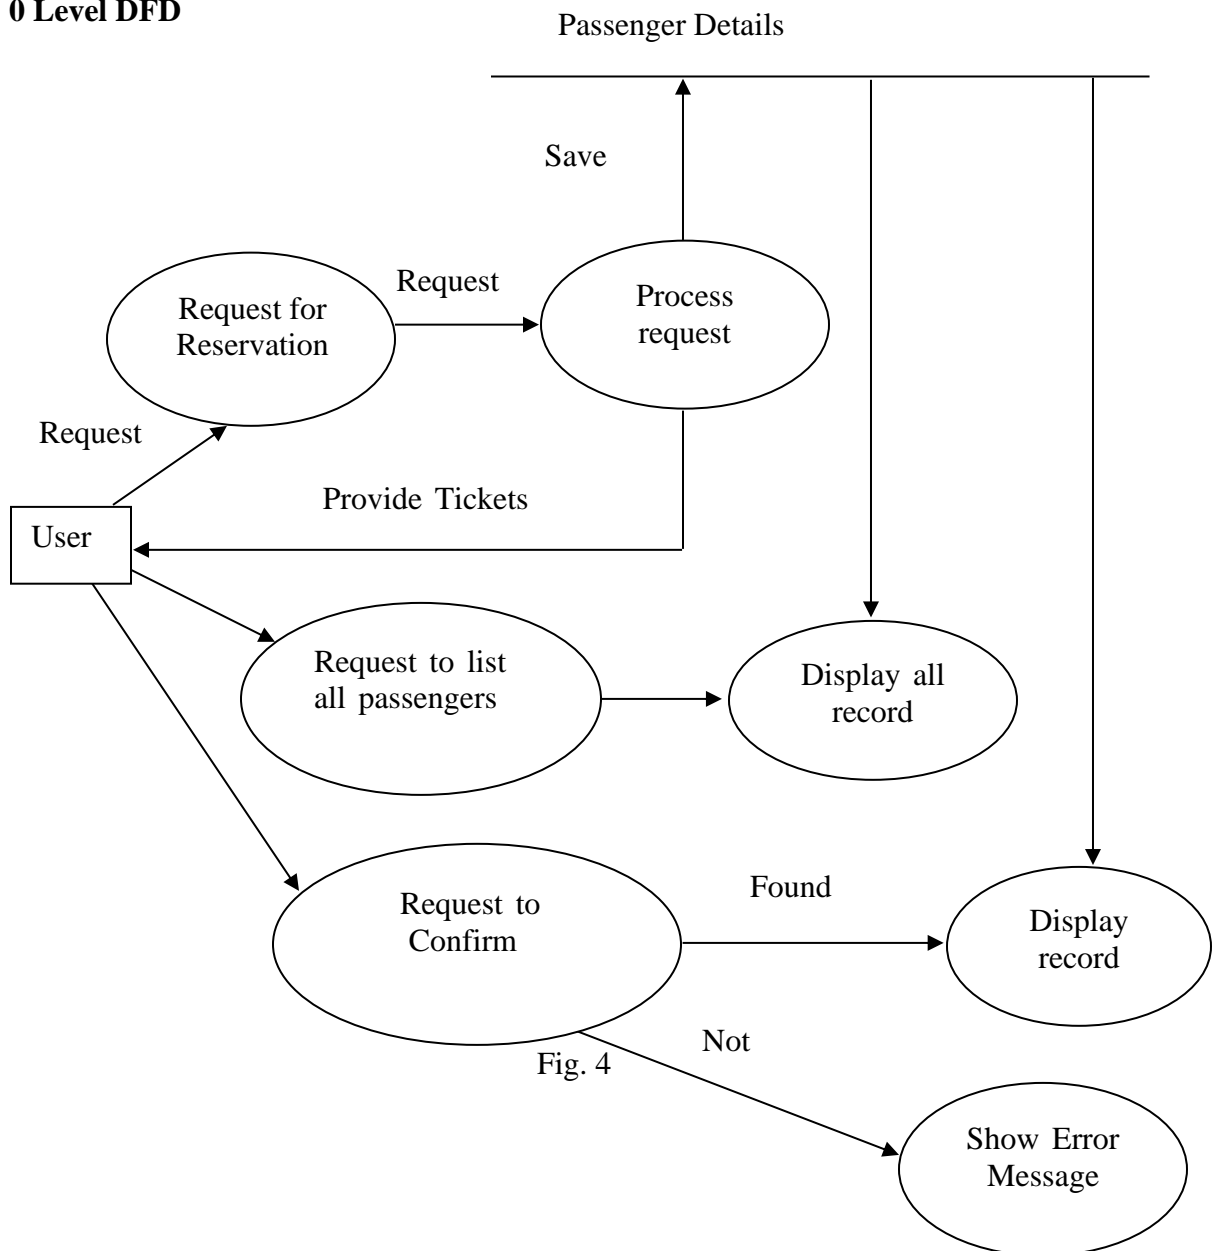 0 Level DFD
Passenger Details
Save
Request
Process
request
Request for
Reservation
Request
Provide Tickets
User
Request to list
all passengers
Display all
record
Found
Request to
Confirm
Display
record
Not
Fig. 4
Show Error
Message